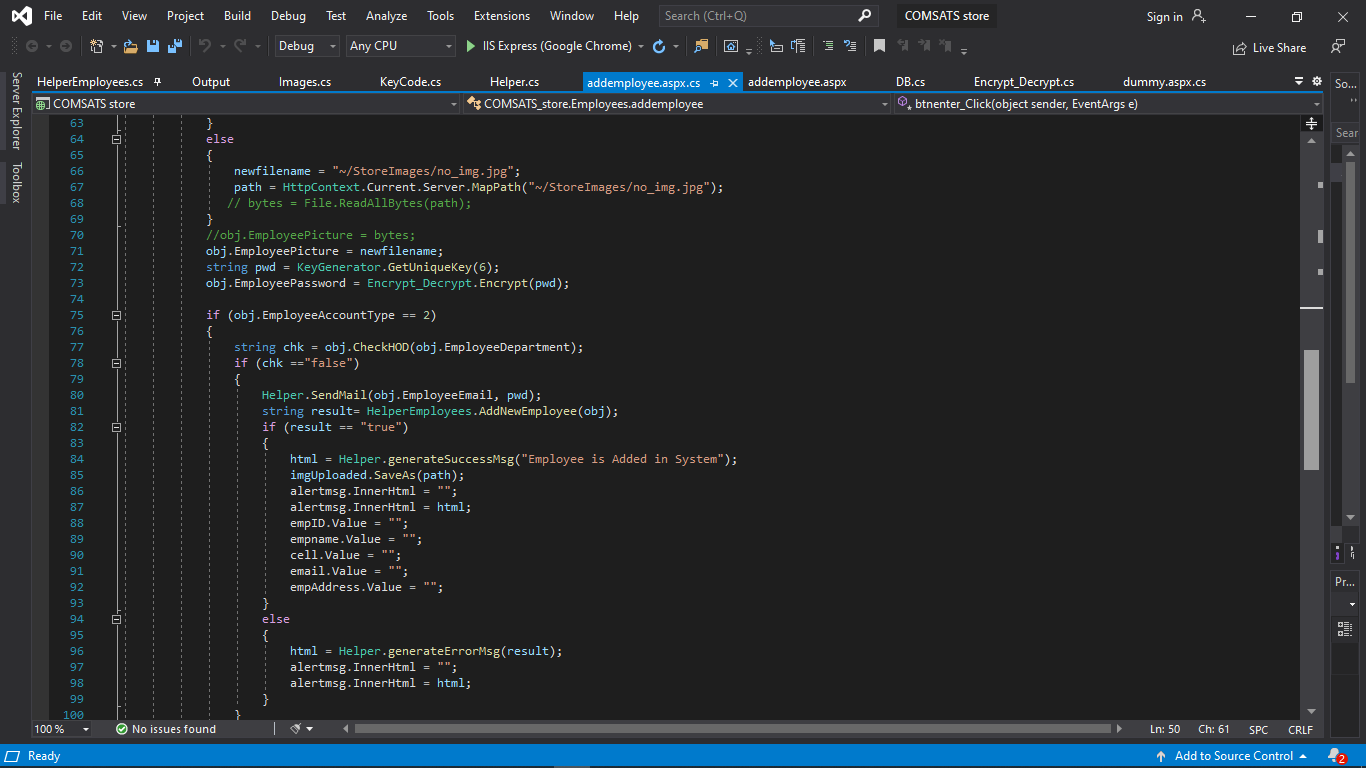 File Edit View Project Build Debug Test Analyze Tools Extensions Window Help Search (Ctrl+Q) COMSATS store Sign in
Debug Any CPU IIS Express (Google Chrome) Live Share
HelperEmployees.cs Output Images.cs KeyCode.cs Helper.cs addemployee.aspx.cs addemployee.aspx DB.cs Encrypt_Decrypt.cs dummy.aspx.cs So...
COMSATS store COMSATS_store.Employees.addemployee btnenter_Click(object sender, EventArgs e)
Server Explorer
Toolbox
Sear
Pr...
63 }
64 else
65 {
66 newfilename = "~/StoreImages/no_img.jpg";
67 path = HttpContext.Current.Server.MapPath("~/StoreImages/no_img.jpg");
68 // bytes = File.ReadAllBytes(path);
69 }
70 //obj.EmployeePicture = bytes;
71 obj.EmployeePicture = newfilename;
72 string pwd = KeyGenerator.GetUniqueKey(6);
73 obj.EmployeePassword = Encrypt_Decrypt.Encrypt(pwd);
74
75 if (obj.EmployeeAccountType == 2)
76 {
77 string chk = obj.CheckHOD(obj.EmployeeDepartment);
78 if (chk =="false")
79 {
80 Helper.SendMail(obj.EmployeeEmail, pwd);
81 string result= HelperEmployees.AddNewEmployee(obj);
82 if (result == "true")
83 {
84 html = Helper.generateSuccessMsg("Employee is Added in System");
85 imgUploaded.SaveAs(path);
86 alertmsg.InnerHtml = "";
87 alertmsg.InnerHtml = html;
88 empID.Value = "";
89 empname.Value = "";
90 cell.Value = "";
91 email.Value = "";
92 empAddress.Value = "";
93 }
94 else
95 {
96 html = Helper.generateErrorMsg(result);
97 alertmsg.InnerHtml = "";
98 alertmsg.InnerHtml = html;
99 }
100 }
100 % No issues found Ln: 50 Ch: 61 SPC CRLF
Ready Add to Source Control 2